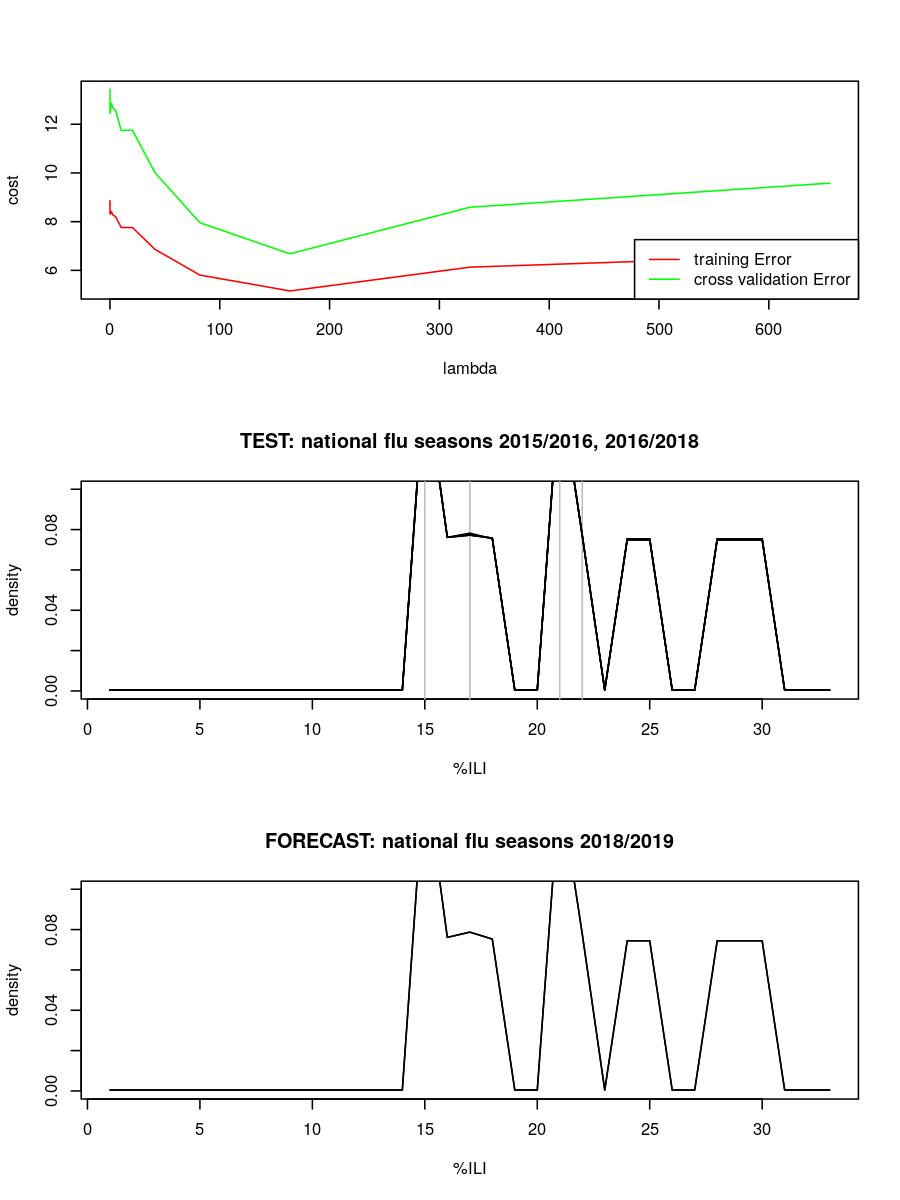 cost
12
10
8
6
training Error
cross validation Error
0 100 200 300 400 500 600
lambda
TEST: national flu seasons 2015/2016, 2016/2018
density
0.08
0.04
0.00
0 5 10 15 20 25 30
%ILI
FORECAST: national flu seasons 2018/2019
density
0.08
0.04
0.00
0 5 10 15 20 25 30
%ILI